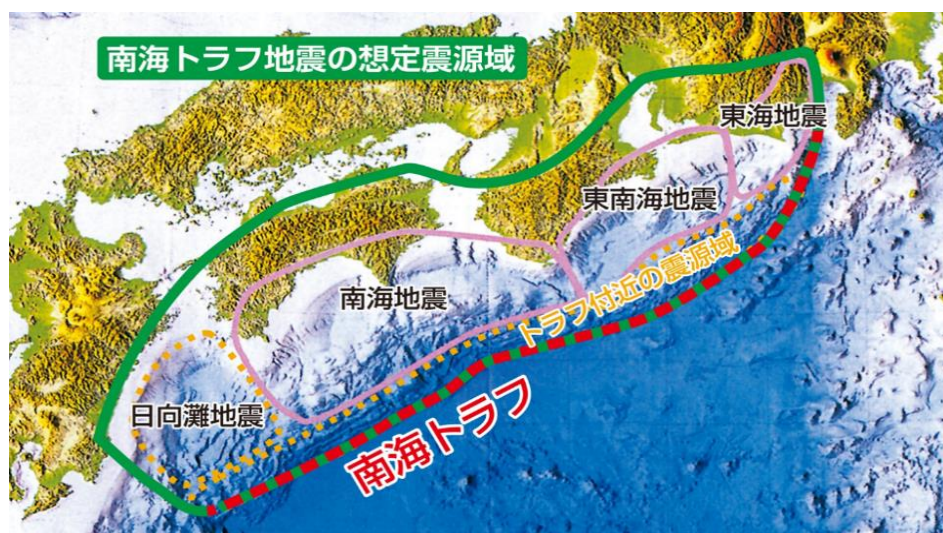 南海トラフ地震の想定震源域
東海地震
東南海地震
トラフ付近の震源域
南海地震
日向灘地震
南海トラフ